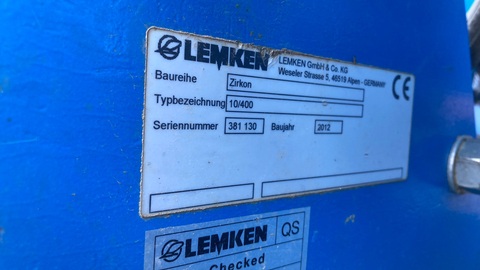 LEMKEN
LEMKEN GmbH & Co. KG
Weseler Strasse 5, 46519 Alpen - GERMANY
CE
Baureihe Zirkon
Typbezeichnung 10/400
Seriennummer 381 130 Baujahr 2012
LEMKEN QS
Checked